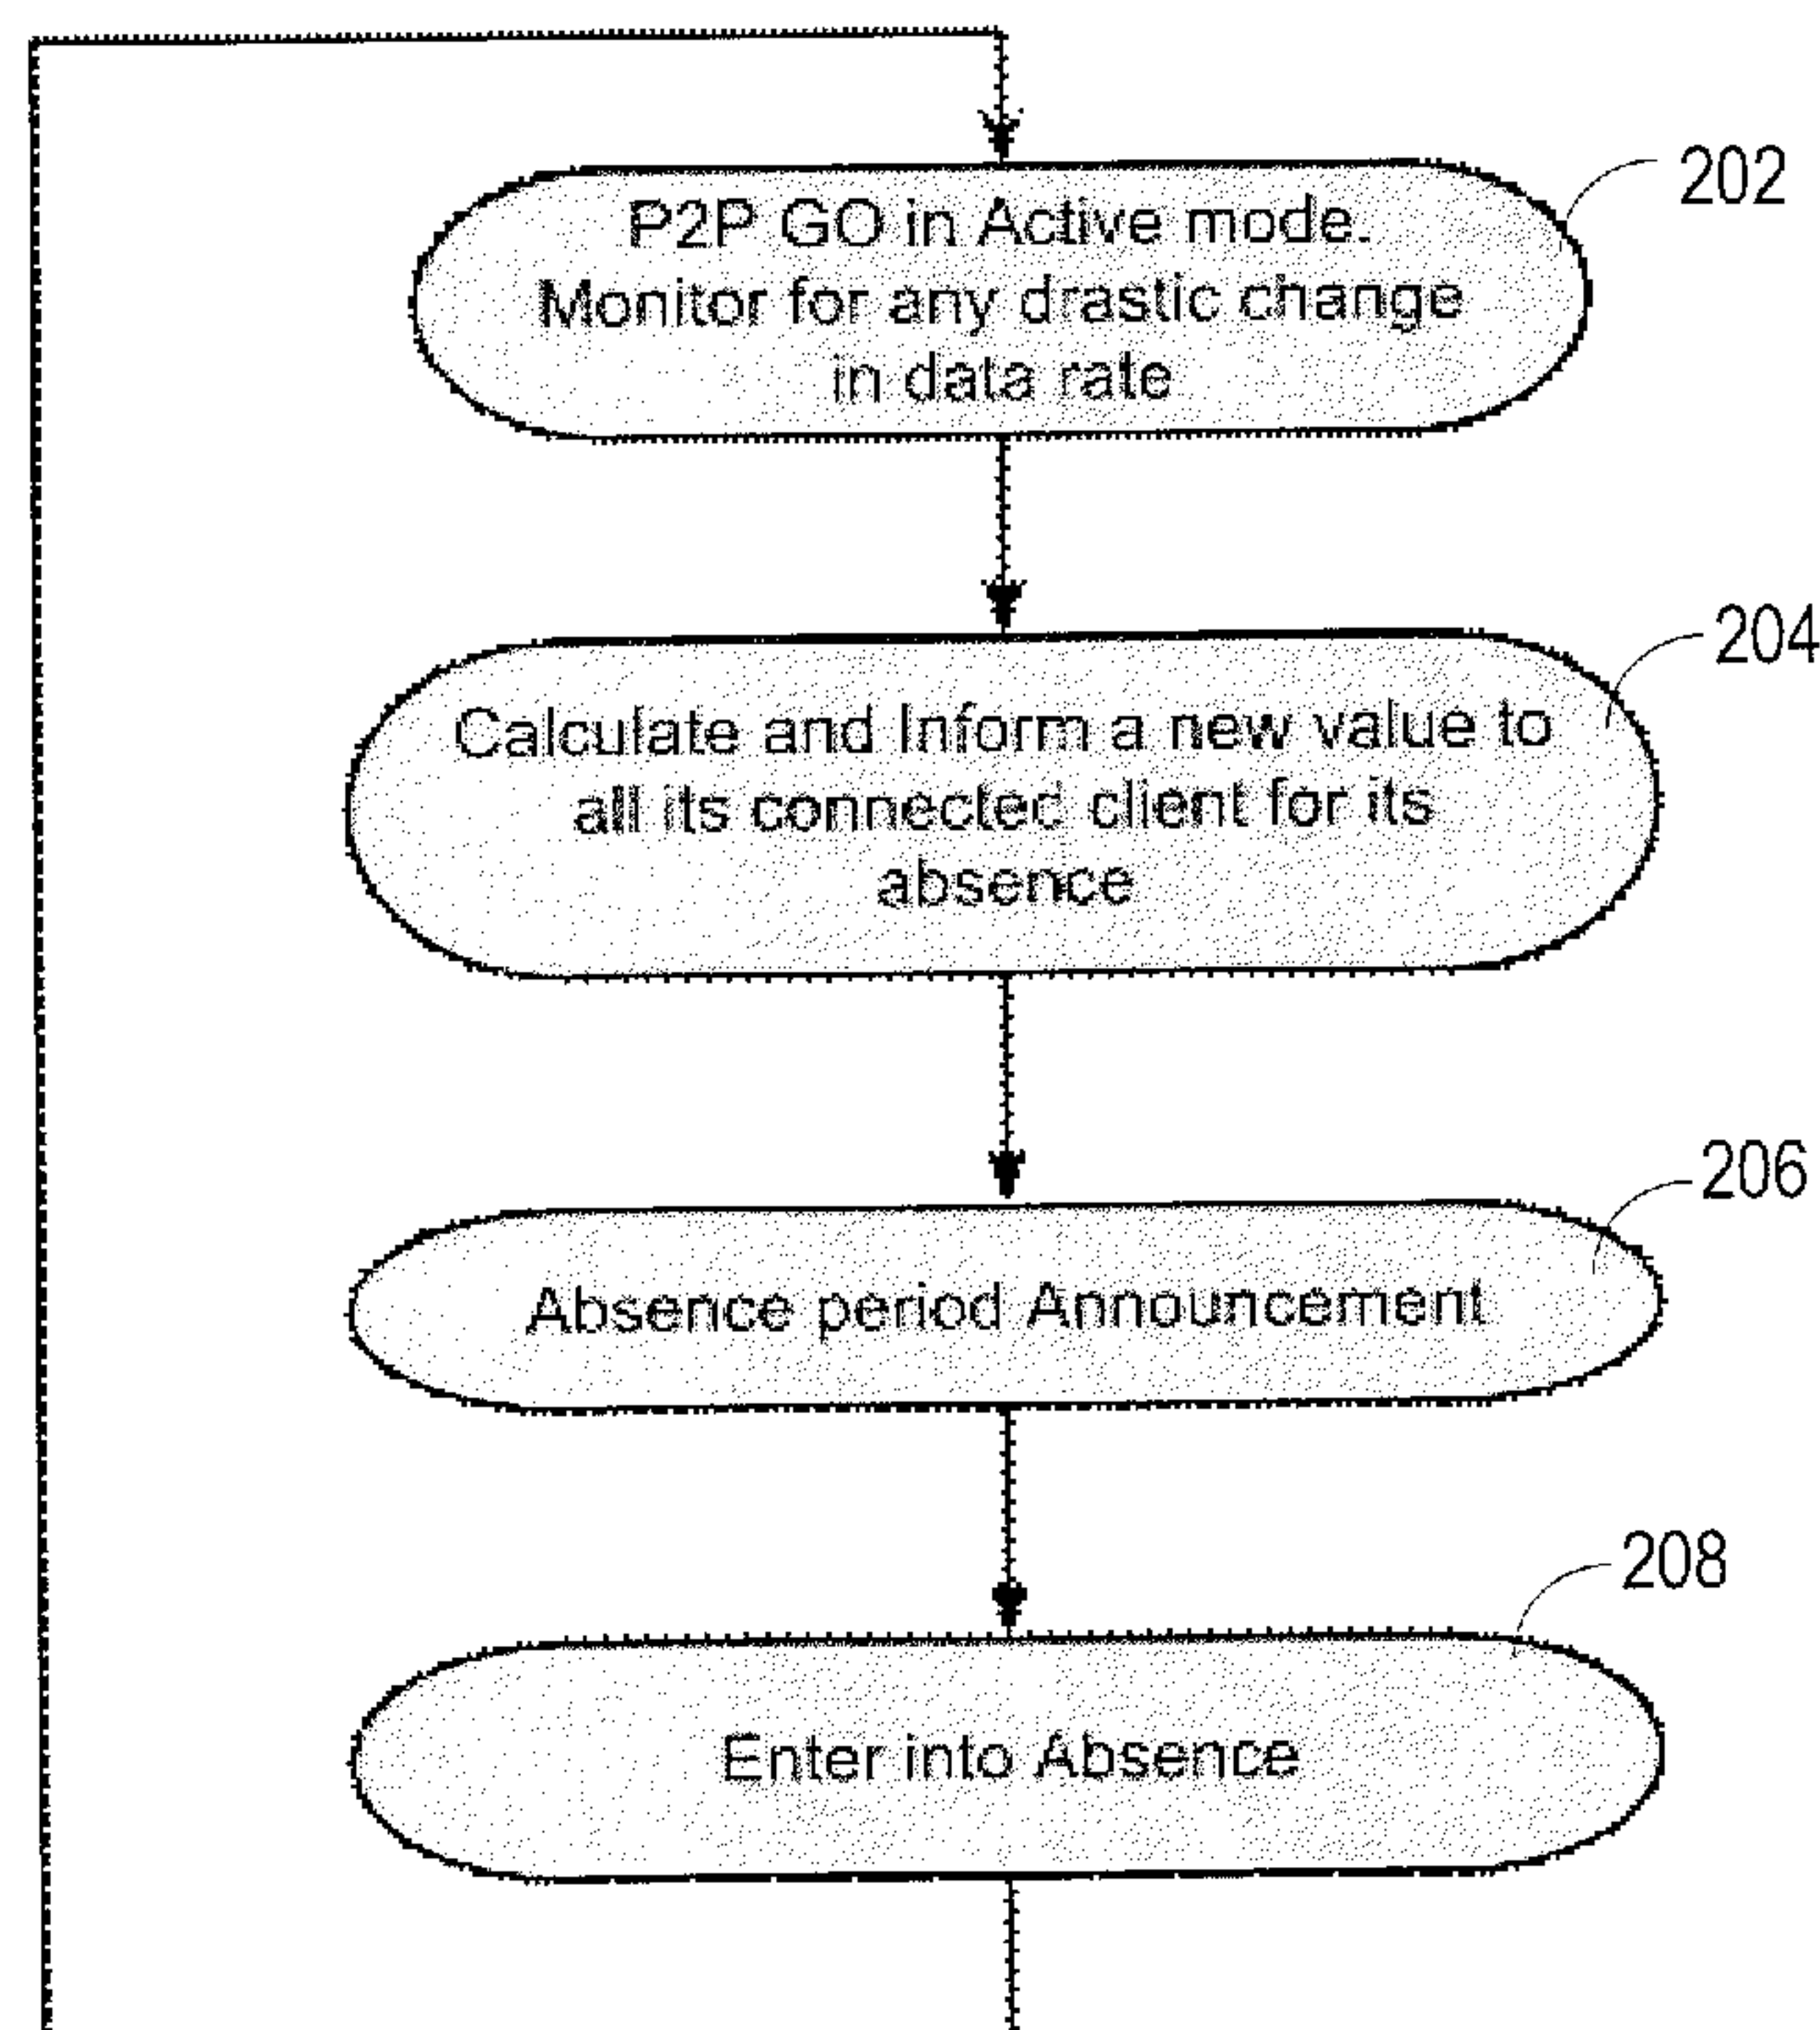 202
P2P GO in Active mode.
Monitor for any drastic change
in data rate
204
Calculate and Inform a new value to
all its connected client for its
absence
206
Absence period Announcement
208
Enter into Absence